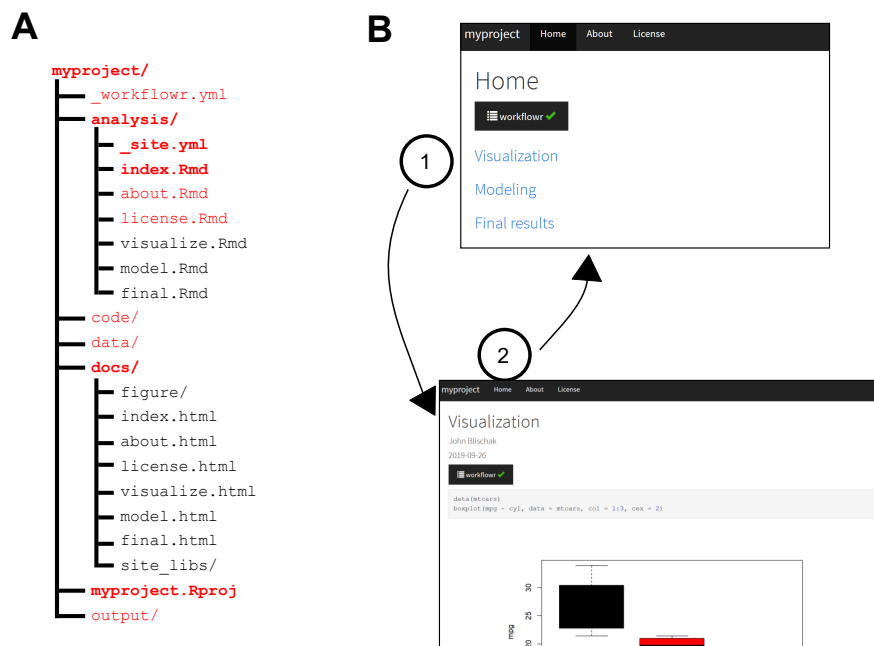 A
myproject/
_workflowr.yml
analysis/
_site.yml
index.Rmd
about.Rmd
license.Rmd
visualize.Rmd
model.Rmd
final.Rmd
code/
data/
docs/
figure/
index.html
about.html
license.html
visualize.html
model.html
final.html
site_libs/
myproject.Rproj
output/
B
myproject Home About License
Home
workflowr
Visualization
Modeling
Final results
1
2
myproject Home About License
Visualization
John Blischak
2019-09-26
workflowr
data(mtcars)
boxplot(mpg ~ cyl, data = mtcars, col = 1:3, cex = 2)
30
25
20
mpg